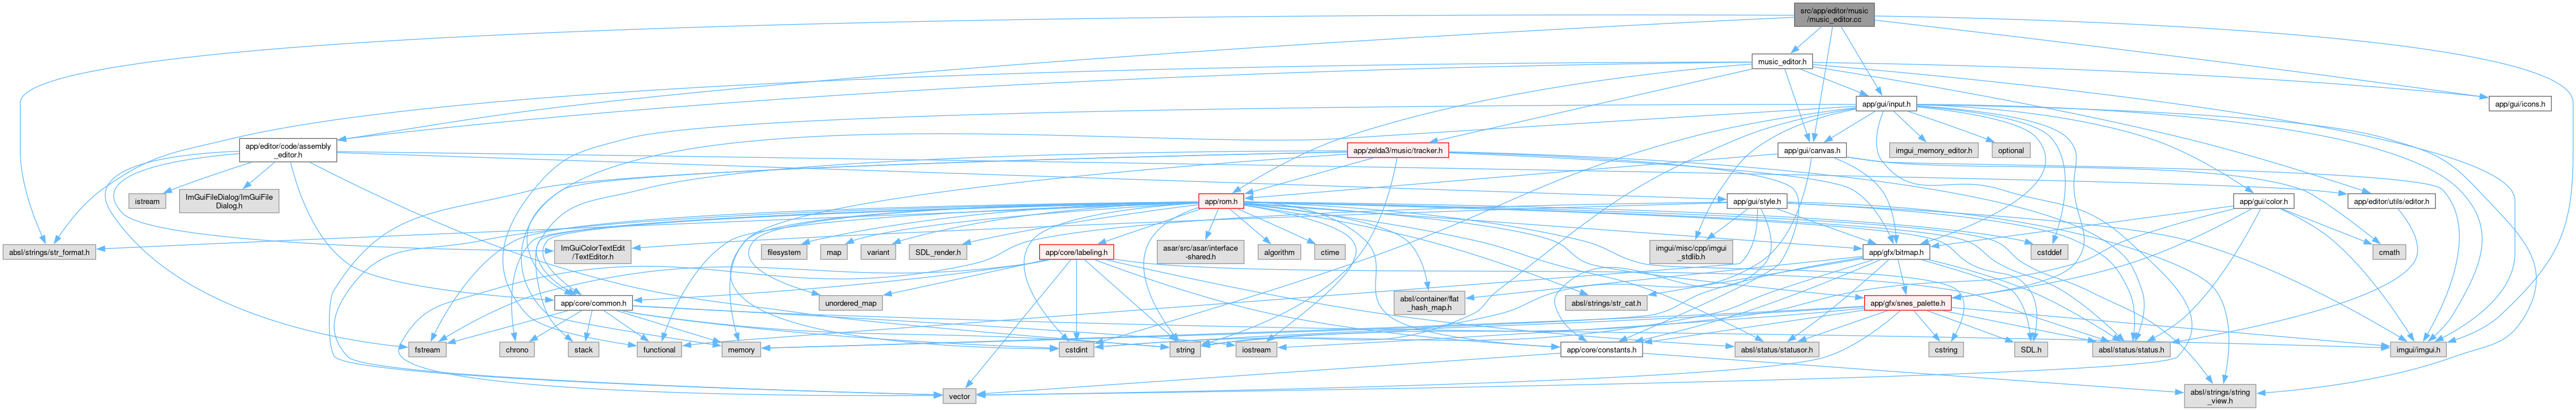 src/app/editor/music
/music_editor.cc
music_editor.h
app/gui/icons.h
app/gui/input.h
app/editor/code/assembly
_editor.h
app/zelda3/music/tracker.h
app/gui/canvas.h
imgui_memory_editor.h
optional
istream
ImGuiFileDialog/ImGuiFile
Dialog.h
app/rom.h
app/gui/style.h
app/gui/color.h
app/editor/utils/editor.h
absl/strings/str_format.h
ImGuiColorTextEdit
/TextEditor.h
filesystem
map
variant
SDL_render.h
app/core/labeling.h
asar/src/asar/interface
-shared.h
algorithm
ctime
imgui/misc/cpp/imgui
_stdlib.h
app/gfx/bitmap.h
cstddef
cmath
app/core/common.h
unordered_map
absl/container/flat
_hash_map.h
absl/strings/str_cat.h
app/gfx/snes_palette.h
fstream
chrono
stack
functional
memory
cstdint
string
iostream
app/core/constants.h
absl/status/statusor.h
cstring
SDL.h
absl/status/status.h
imgui/imgui.h
vector
absl/strings/string
_view.h